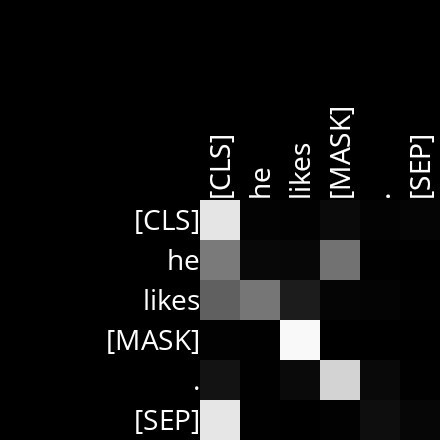 [CLS] he likes [MASK] . [SEP]
[CLS]
he
likes
[MASK]
.
[SEP]